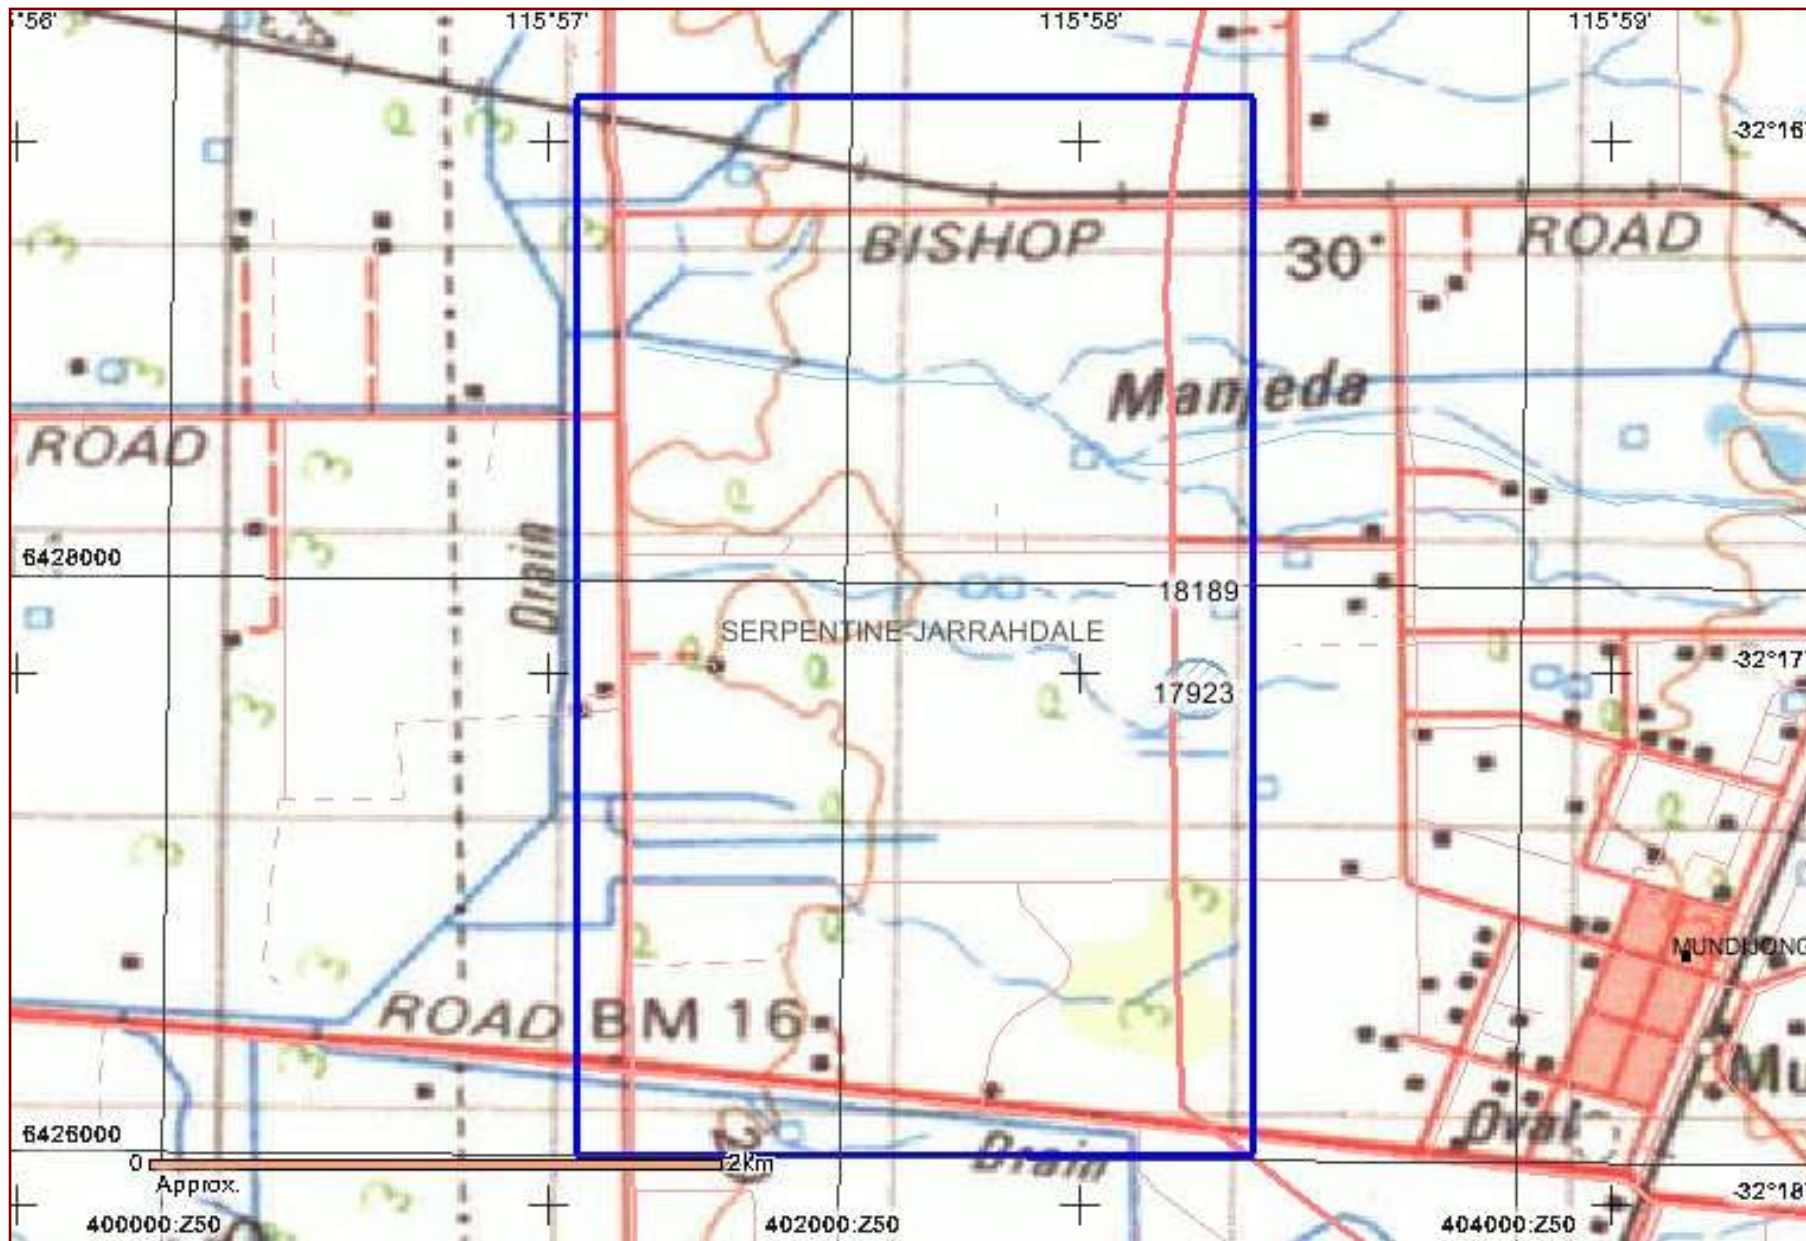 °56'
115°57'
115°58'
115°59'
-32°16'
BISHOP
ROAD
30
Manjeda
ROAD
Drain
6428000
18189
SERPENTINE-JARRAHDALE
-32°17'
17923
MUNDIJONG
ROAD BM 16
Mu
Oval
6426000
Drain
0
2km
Approx.
-32°18'
400000:Z50
402000:Z50
404000:Z50